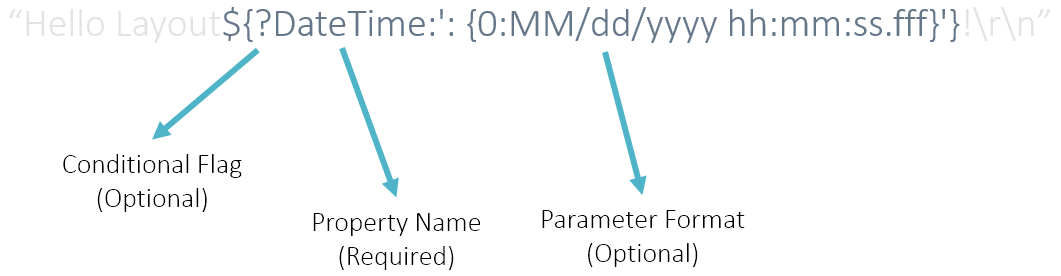 “Hello Layout${?DateTime:': {0:MM/dd/yyyy hh:mm:ss.fff}'}!\r\n”
Conditional Flag
(Optional)
Property Name
(Required)
Parameter Format
(Optional)